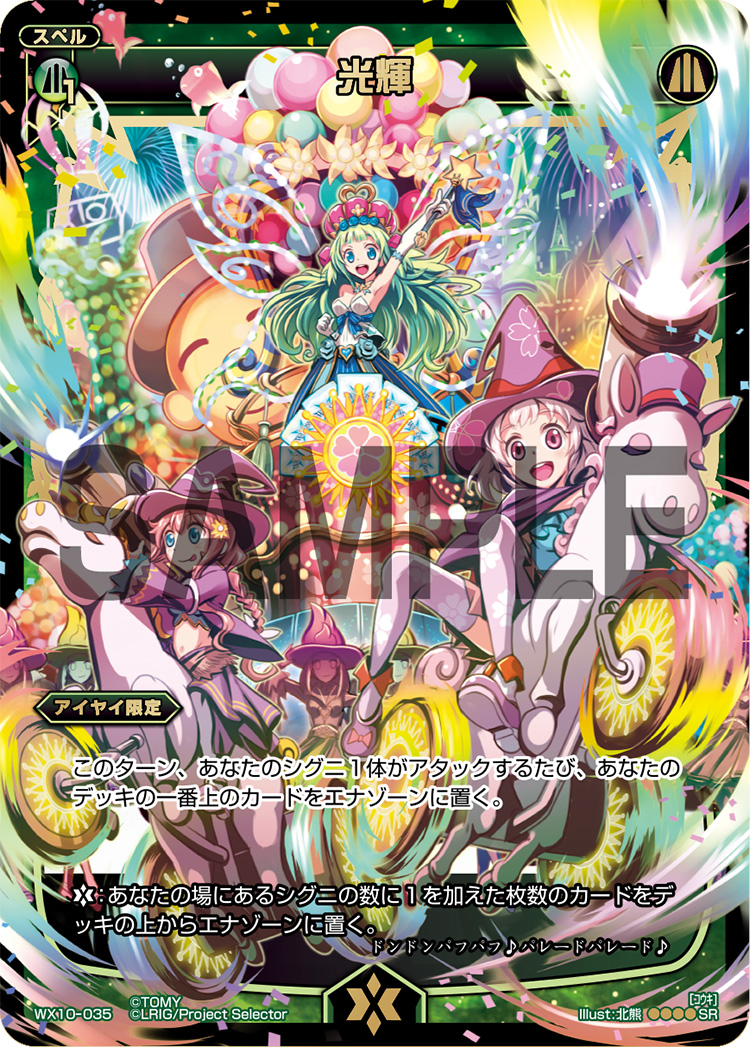 スペル
光輝
1
SAMPLE
アイヤイ限定
このターン、あなたのシグニ1体がアタックするたび、あなたの
デッキの一番上のカードをエナゾーンに置く。
:あなたの場にあるシグニの数に1を加えた枚数のカードをデ
ッキの上からエナゾーンに置く。
ドンドンパフパフ♪パレードパレード♪
WX10-035 ©TOMY
©LRIG/Project Selector
[コウキ]
Illust:北熊 SR